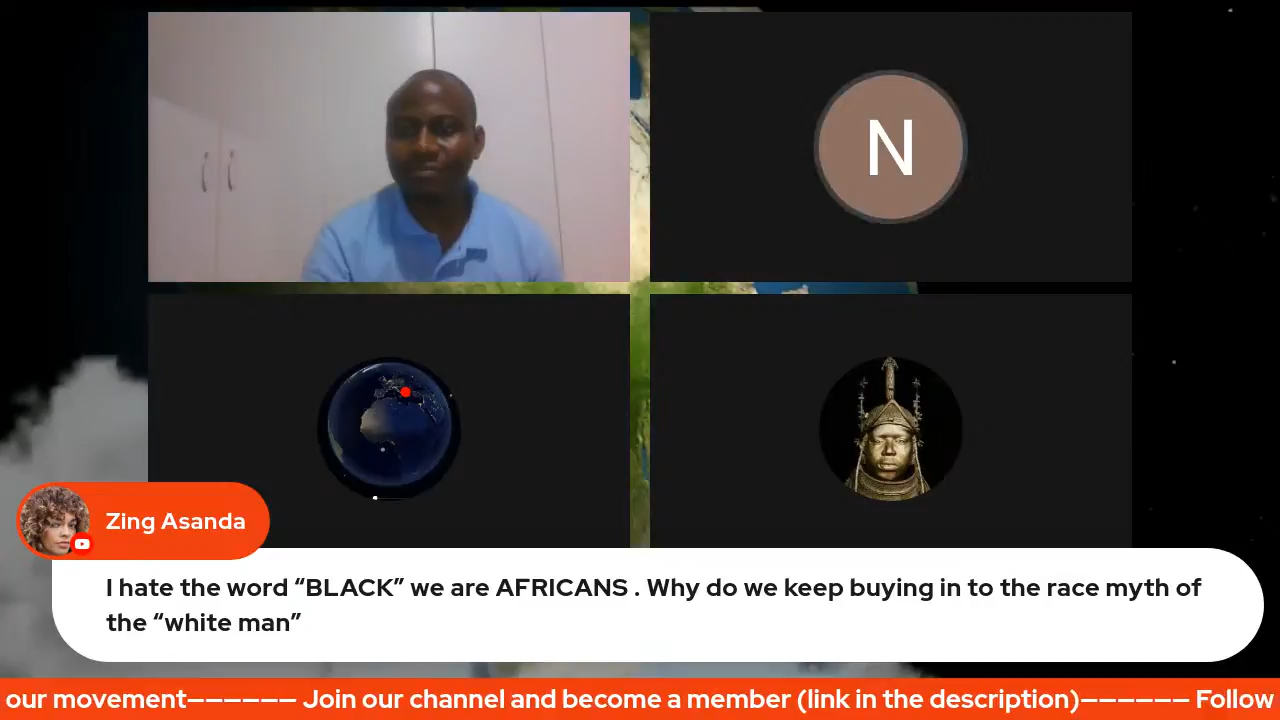 N
Zing Asanda
I hate the word “BLACK” we are AFRICANS . Why do we keep buying in to the race myth of
the “white man”
our movement—————— Join our channel and become a member (link in the description)—————— Follow